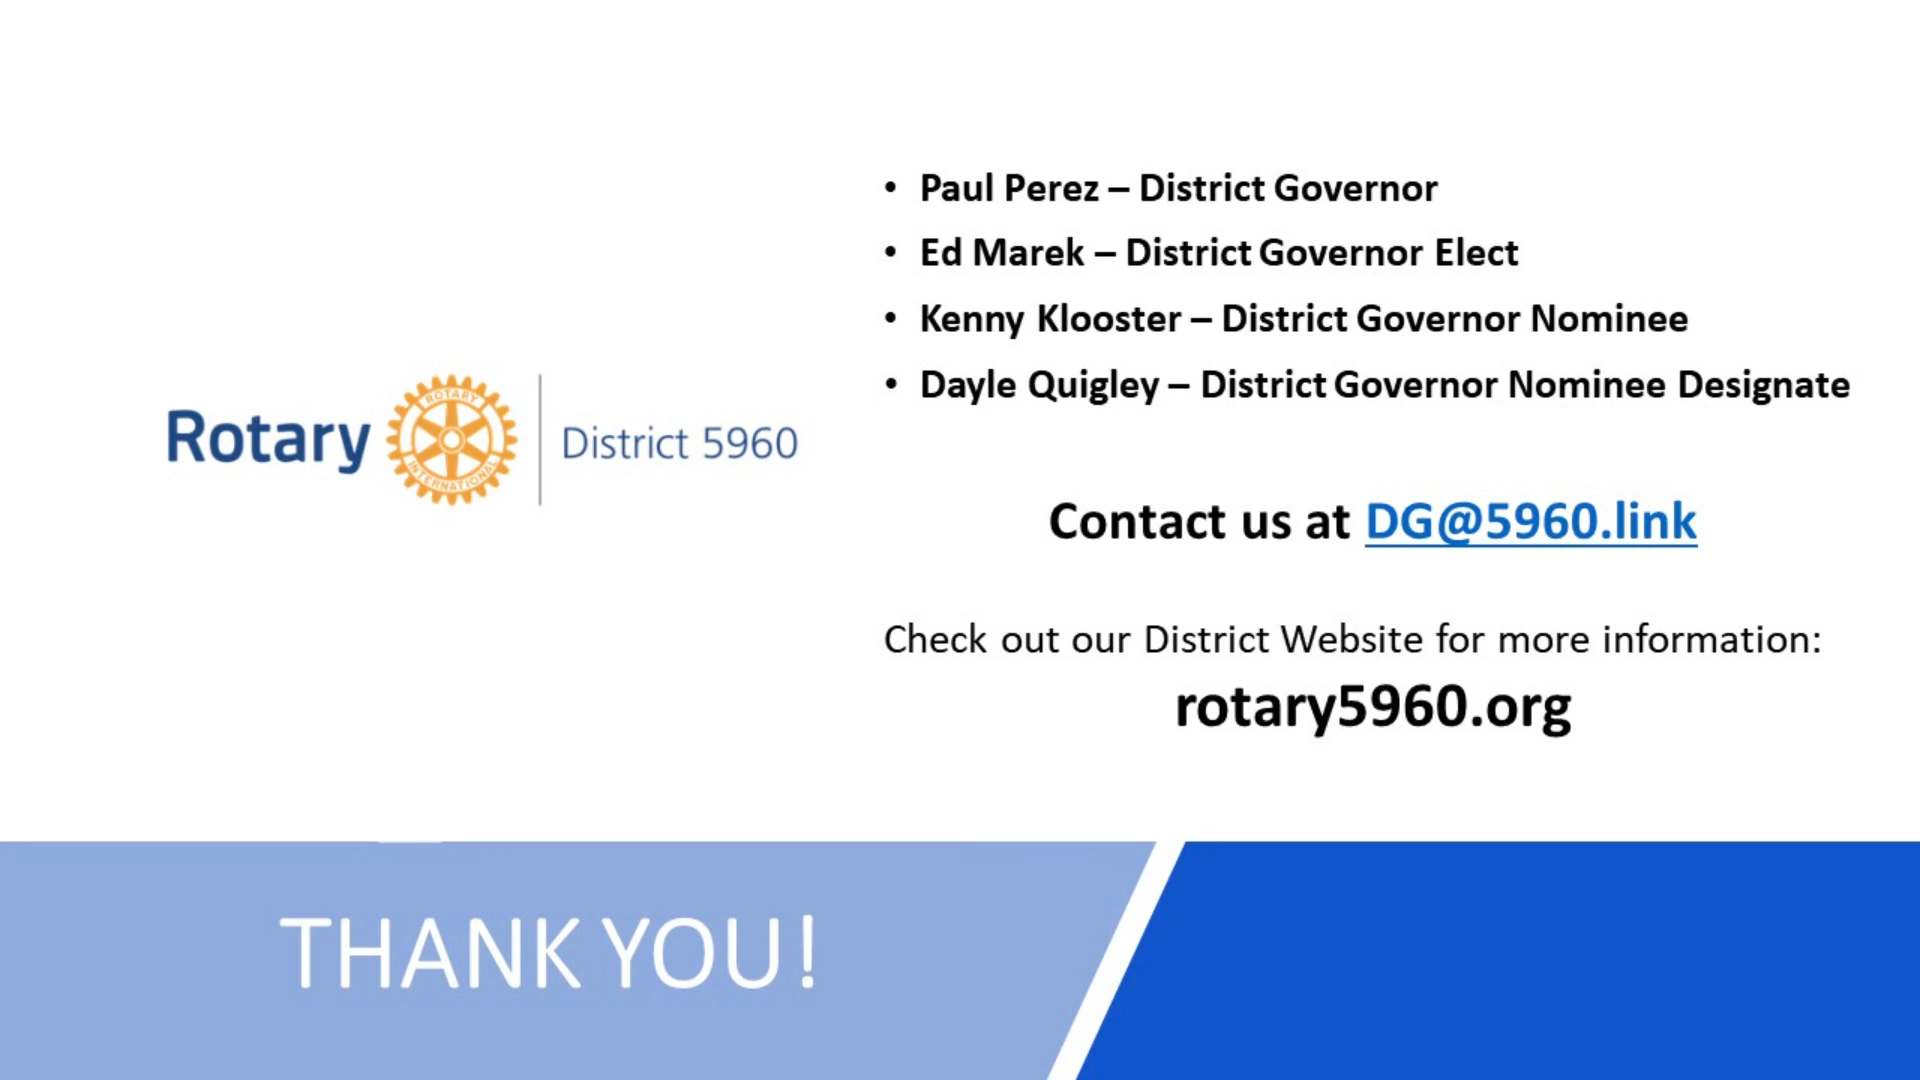 • Paul Perez – District Governor
• Ed Marek – District Governor Elect
• Kenny Klooster – District Governor Nominee
• Dayle Quigley – District Governor Nominee Designate
Rotary
ROTARY
INTERNATIONAL
District 5960
Contact us at DG@5960.link
Check out our District Website for more information:
rotary5960.org
THANK YOU!